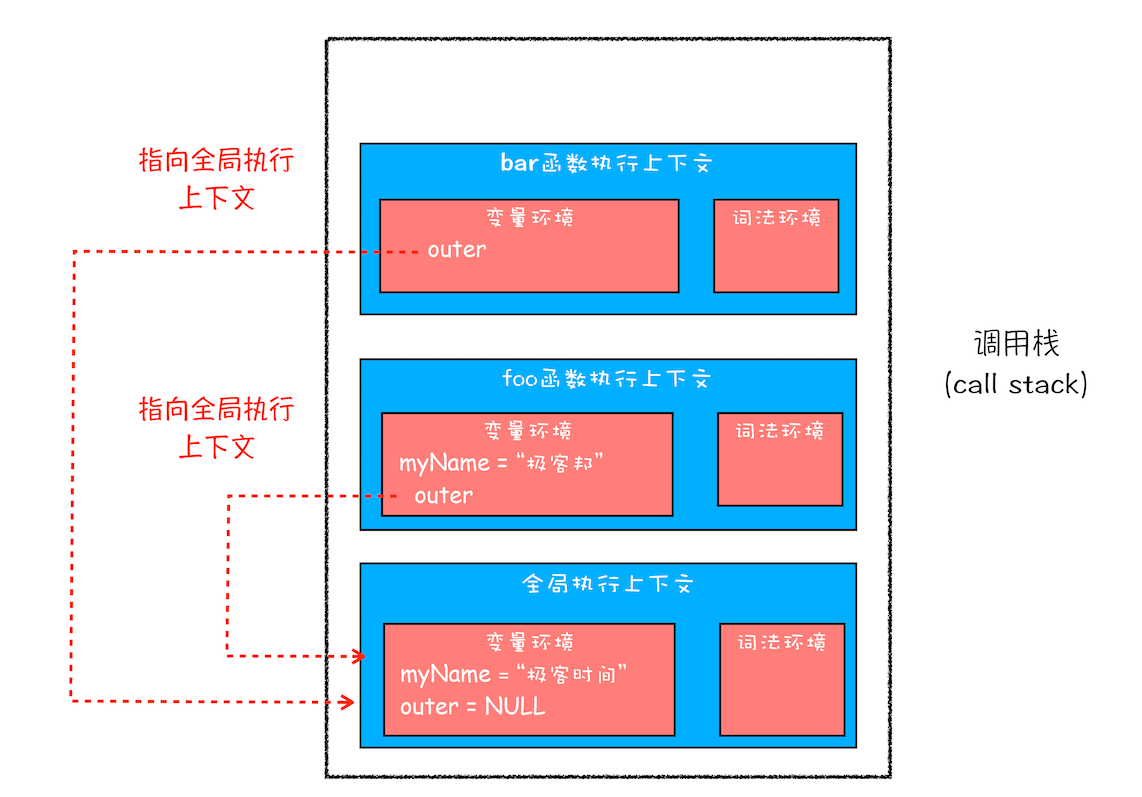 指向全局执行
上下文
bar函数执行上下文
变量环境
outer
词法环境
调用栈
(call stack)
指向全局执行
上下文
foo函数执行上下文
变量环境
myName = “极客邦”
outer
词法环境
全局执行上下文
变量环境
myName = “极客时间”
outer = NULL
词法环境